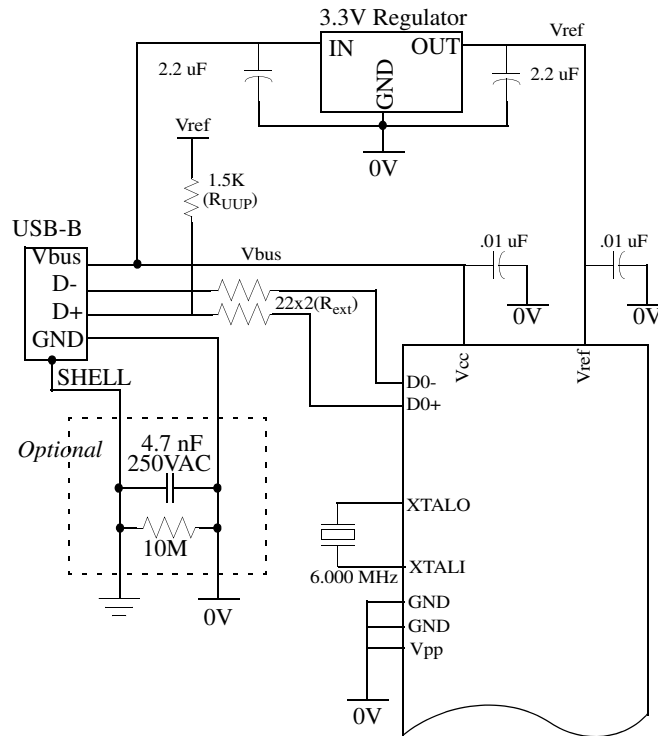 3.3V Regulator
IN
OUT
GND
Vref
2.2 uF
2.2 uF
0V
Vref
1.5K
(RUUP)
USB-B
Vbus
D-
D+
GND
SHELL
Vbus
.01 uF
.01 uF
0V
0V
22x2(Rext)
Vcc
Vref
D0-
D0+
Optional
4.7 nF
250VAC
10M
0V
XTALO
6.000 MHz
XTALI
GND
GND
Vpp
0V